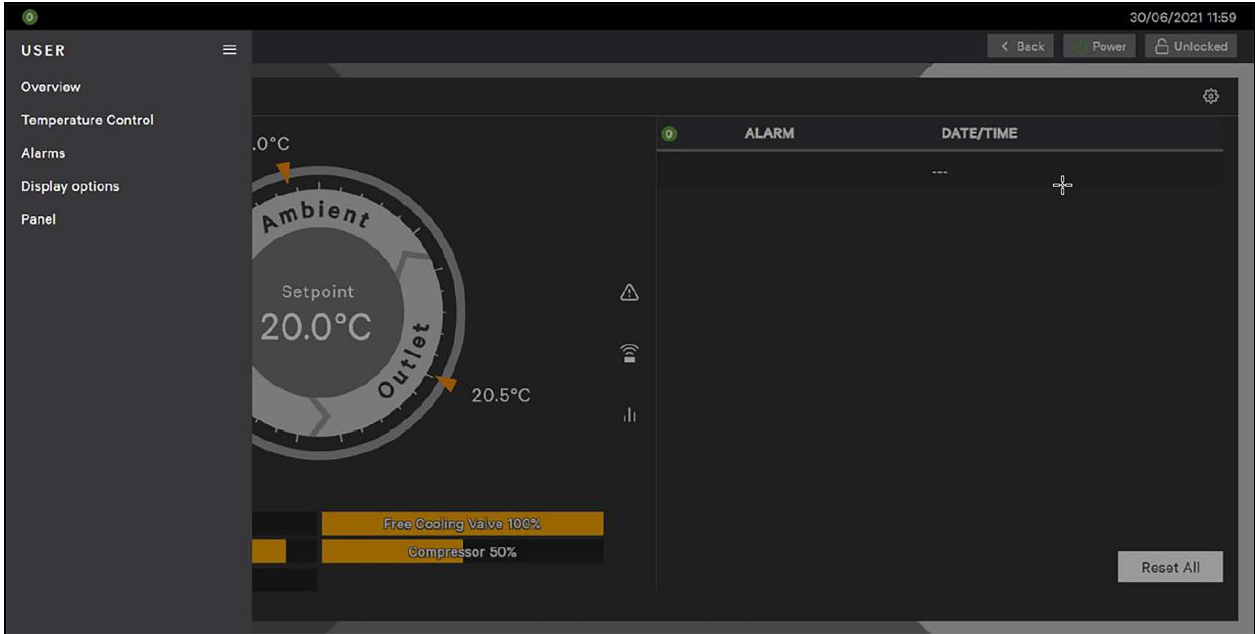 0
30/06/2021 11:59
USER
Back
Power
Unlocked
Overview
Temperature Control
Alarms
Display options
Panel
0 ALARM DATE/TIME
---
.0°C
Ambient
Setpoint
20.0°C
Outlet
20.5°C
Free Cooling Valve 100%
Compressor 50%
Reset All